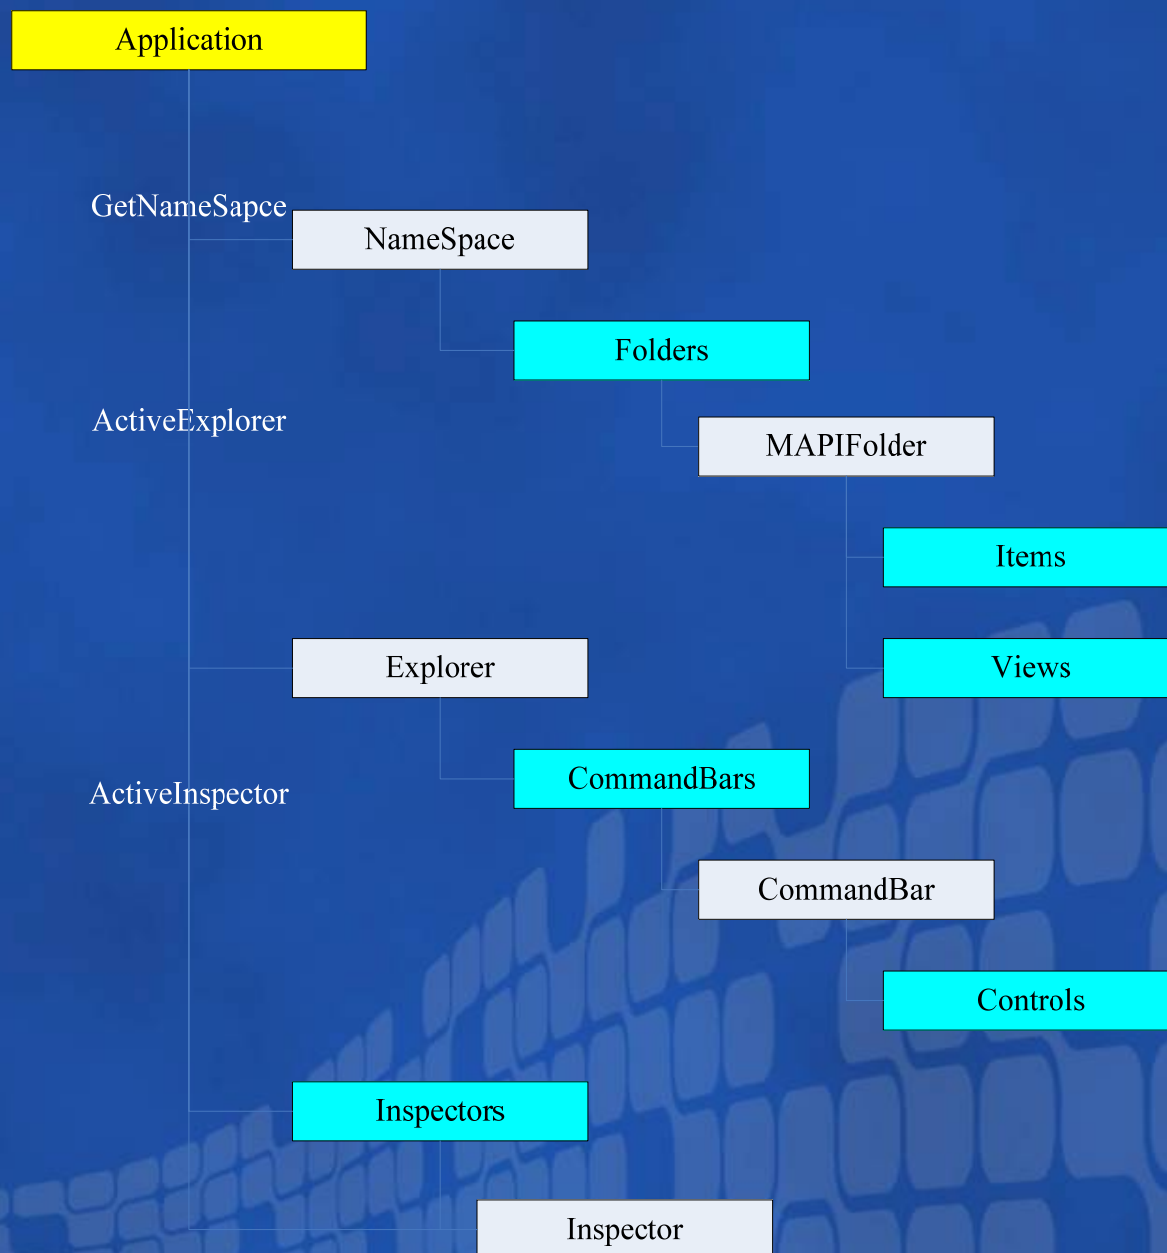 Application
GetNameSapce
NameSpace
Folders
ActiveExplorer
MAPIFolder
Items
Explorer
Views
CommandBars
ActiveInspector
CommandBar
Controls
Inspectors
Inspector